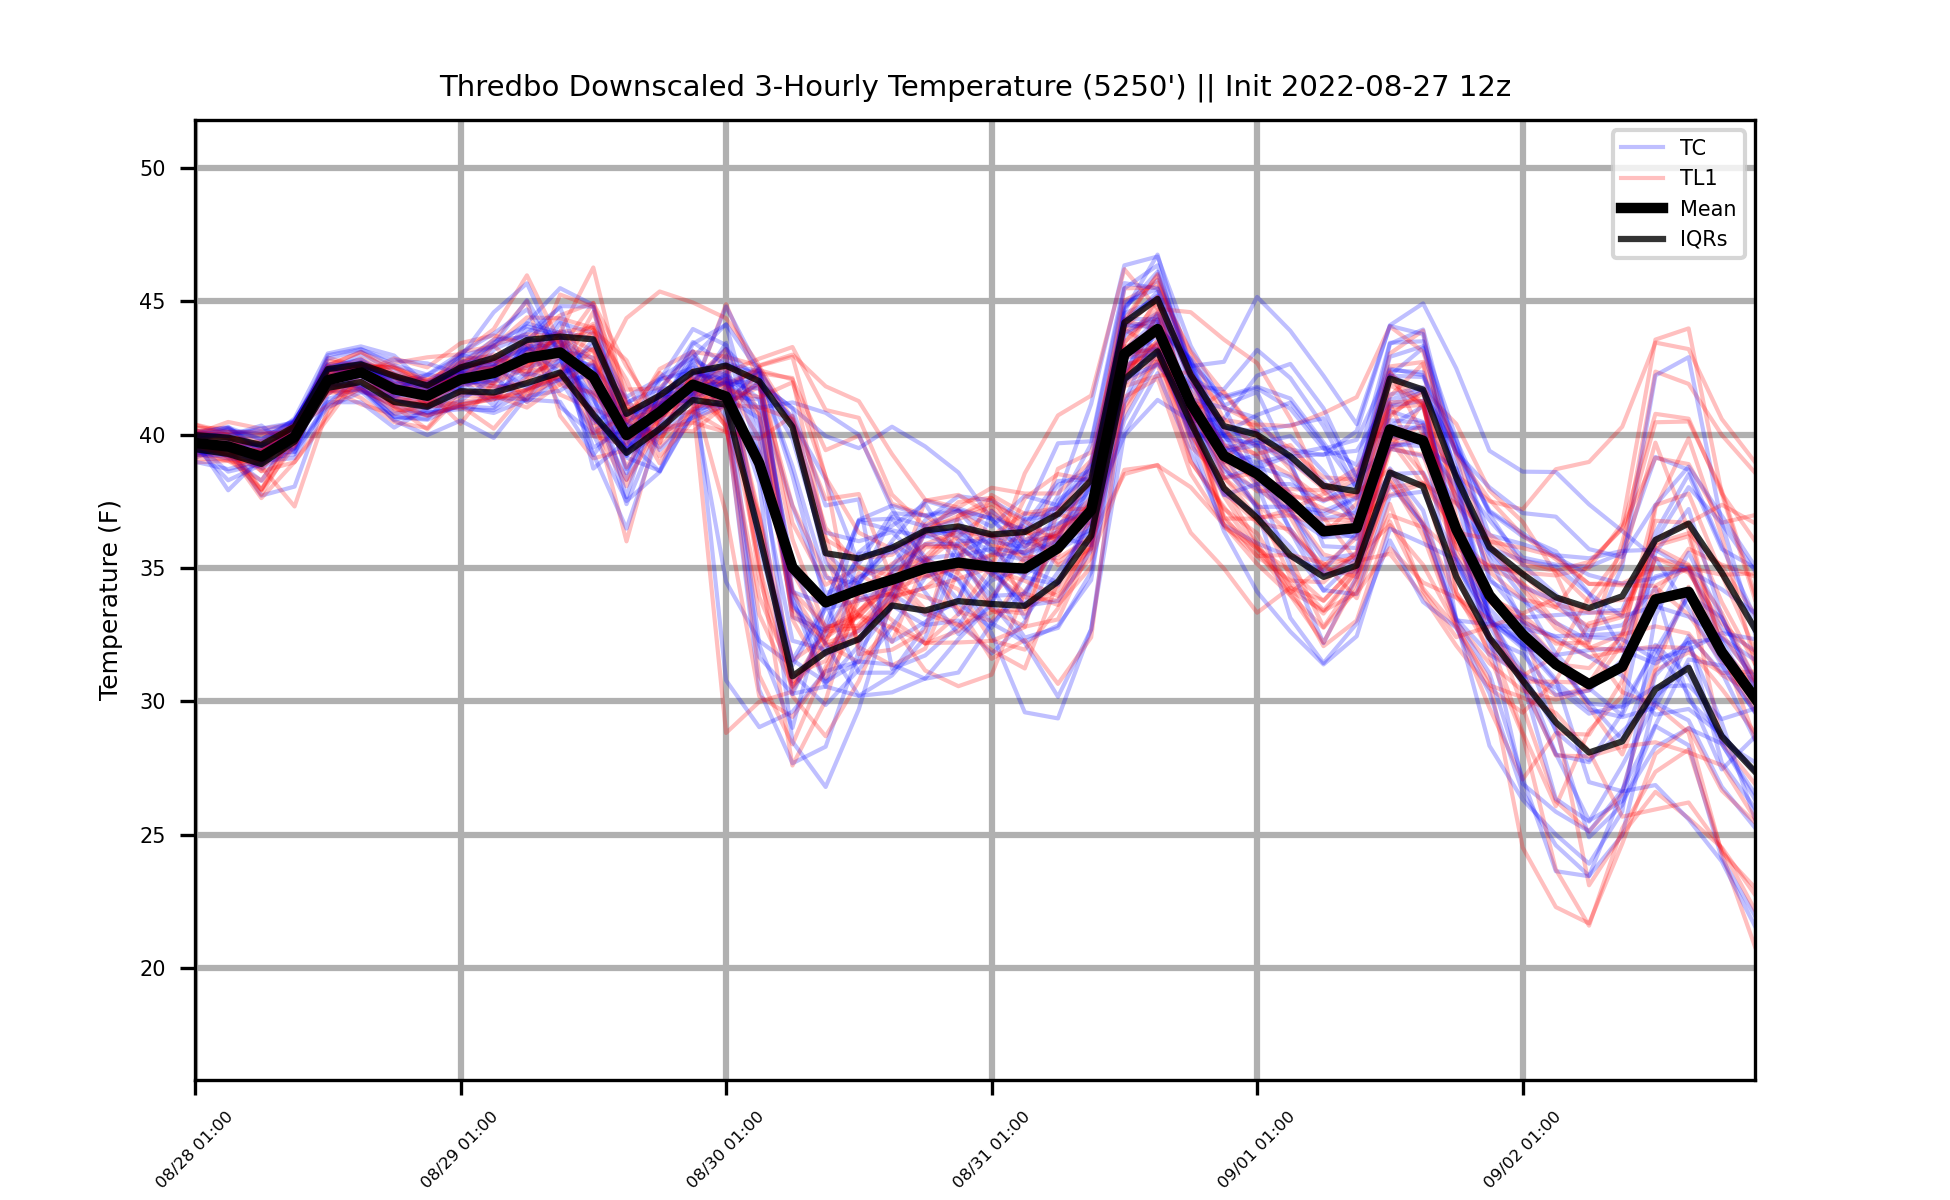 Thredbo Downscaled 3-Hourly Temperature (5250') || Init 2022-08-27 12z
TC
TL1
Mean
IQRs
Temperature (F)
50
45
40
35
30
25
20
08/28 01:00
08/29 01:00
08/30 01:00
08/31 01:00
09/01 01:00
09/02 01:00